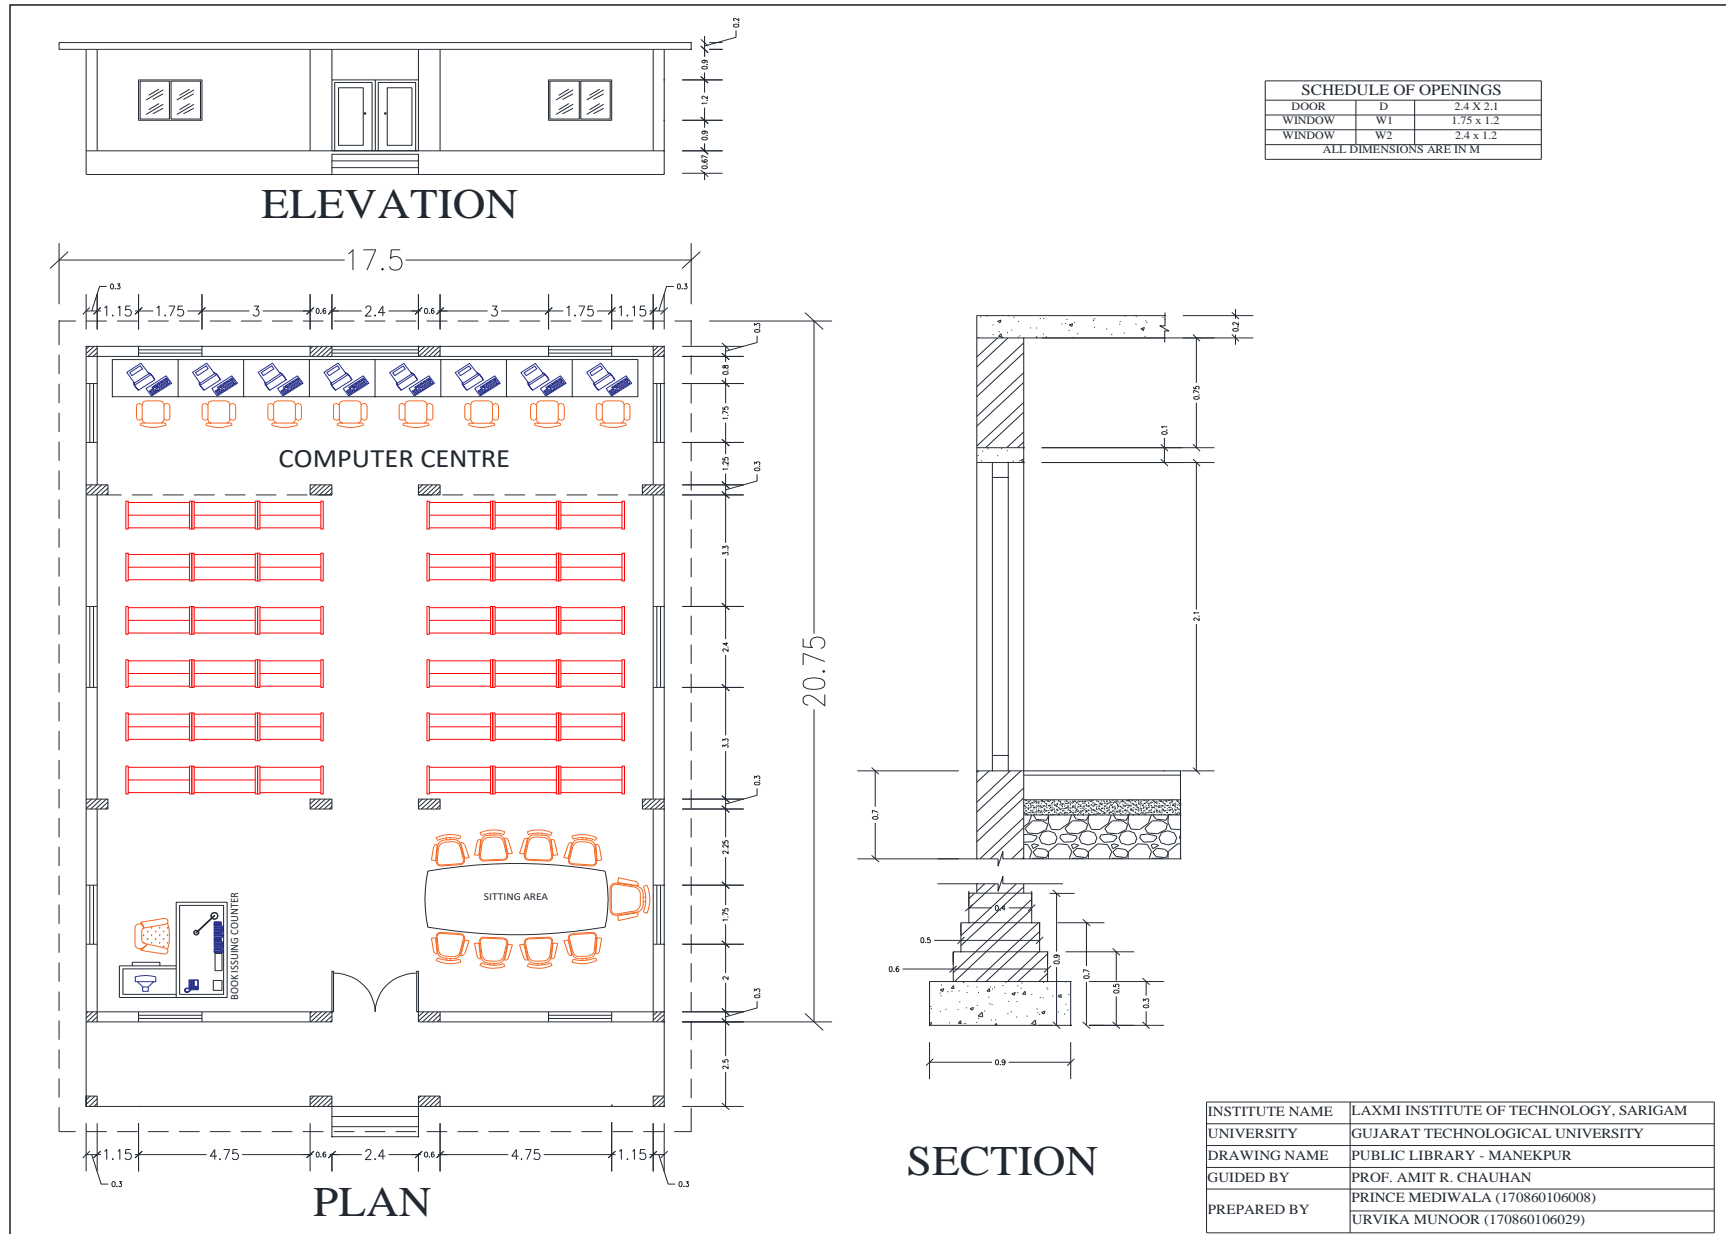 0.2
0.9
1.2
0.9
0.67
ELEVATION
SCHEDULE OF OPENINGS
DOOR D 2.4 X 2.1
WINDOW W1 1.75 x 1.2
WINDOW W2 2.4 x 1.2
ALL DIMENSIONS ARE IN M
17.5
0.3 0.3
1.15 1.75 3 0.6 2.4 0.6 3 1.75 1.15
0.3
0.8
1.75
1.25
0.3
3.3
2.4
3.3
0.3
2.25
1.75
2
0.3
2.5
20.75
COMPUTER CENTRE
SITTING AREA
BOOK ISSUING COUNTER
1.15 4.75 0.6 2.4 0.6 4.75 1.15
0.3 0.3
PLAN
0.2
0.75
0.1
2.1
0.7
0.4
0.5
0.6
0.9
0.7
0.5
0.3
0.9
SECTION
INSTITUTE NAME LAXMI INSTITUTE OF TECHNOLOGY, SARIGAM
UNIVERSITY GUJARAT TECHNOLOGICAL UNIVERSITY
DRAWING NAME PUBLIC LIBRARY - MANEKPUR
GUIDED BY PROF. AMIT R. CHAUHAN
PREPARED BY PRINCE MEDIWALA (170860106008)
URVIKA MUNOOR (170860106029)